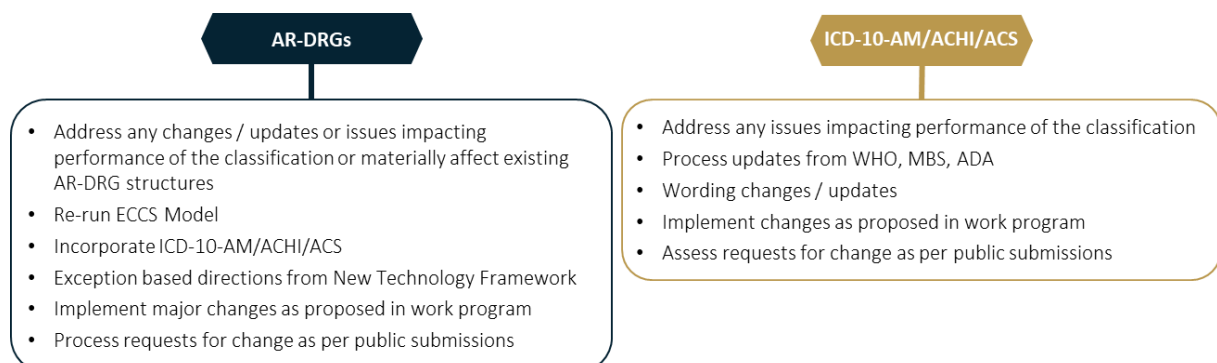 AR-DRGs
• Address any changes / updates or issues impacting
performance of the classification or materially affect existing
AR-DRG structures
• Re-run ECCS Model
• Incorporate ICD-10-AM/ACHI/ACS
• Exception based directions from New Technology Framework
• Implement major changes as proposed in work program
• Process requests for change as per public submissions
ICD-10-AM/ACHI/ACS
• Address any issues impacting performance of the classification
• Process updates from WHO, MBS, ADA
• Wording changes / updates
• Implement changes as proposed in work program
• Assess requests for change as per public submissions